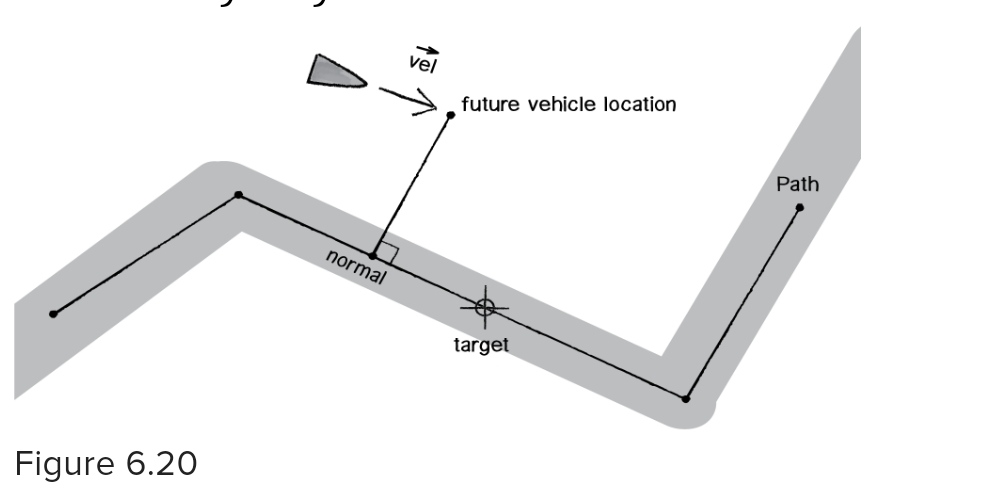 vel
future vehicle location
Path
normal
target
Figure 6.20